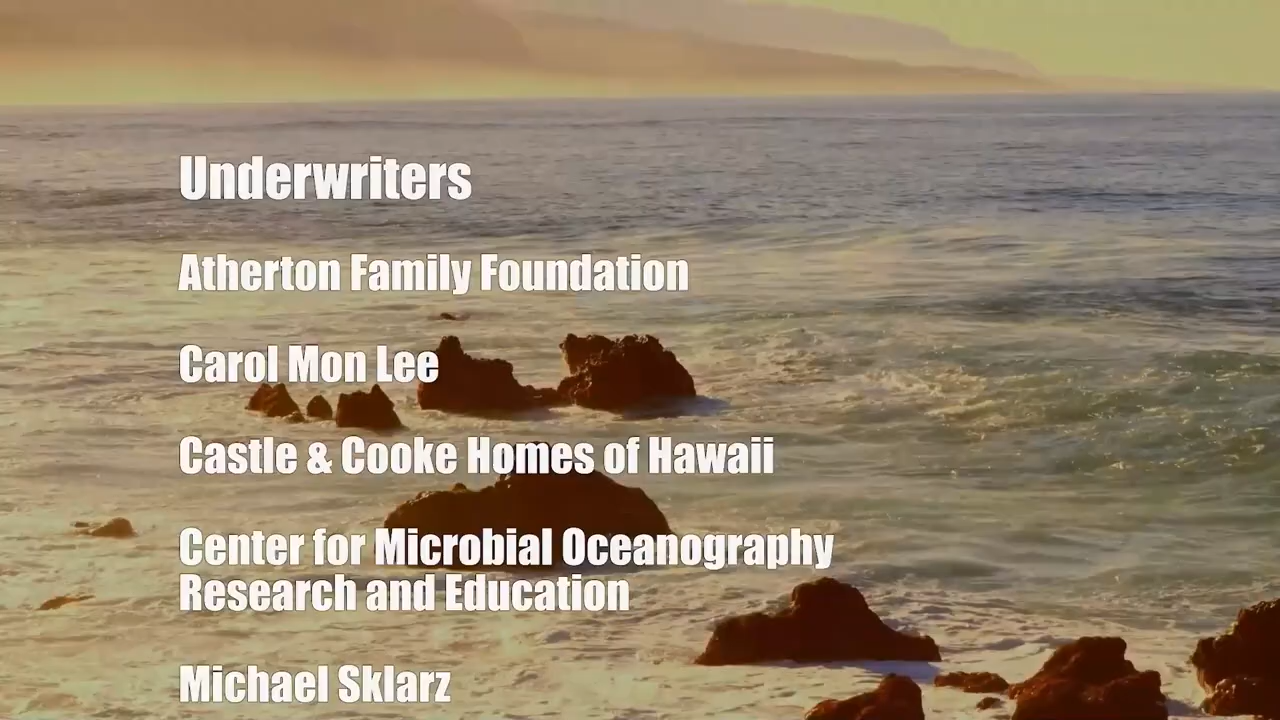 Underwriters
Atherton Family Foundation
Carol Mon Lee
Castle & Cooke Homes of Hawaii
Center for Microbial Oceanography
Research and Education
Michael Sklarz